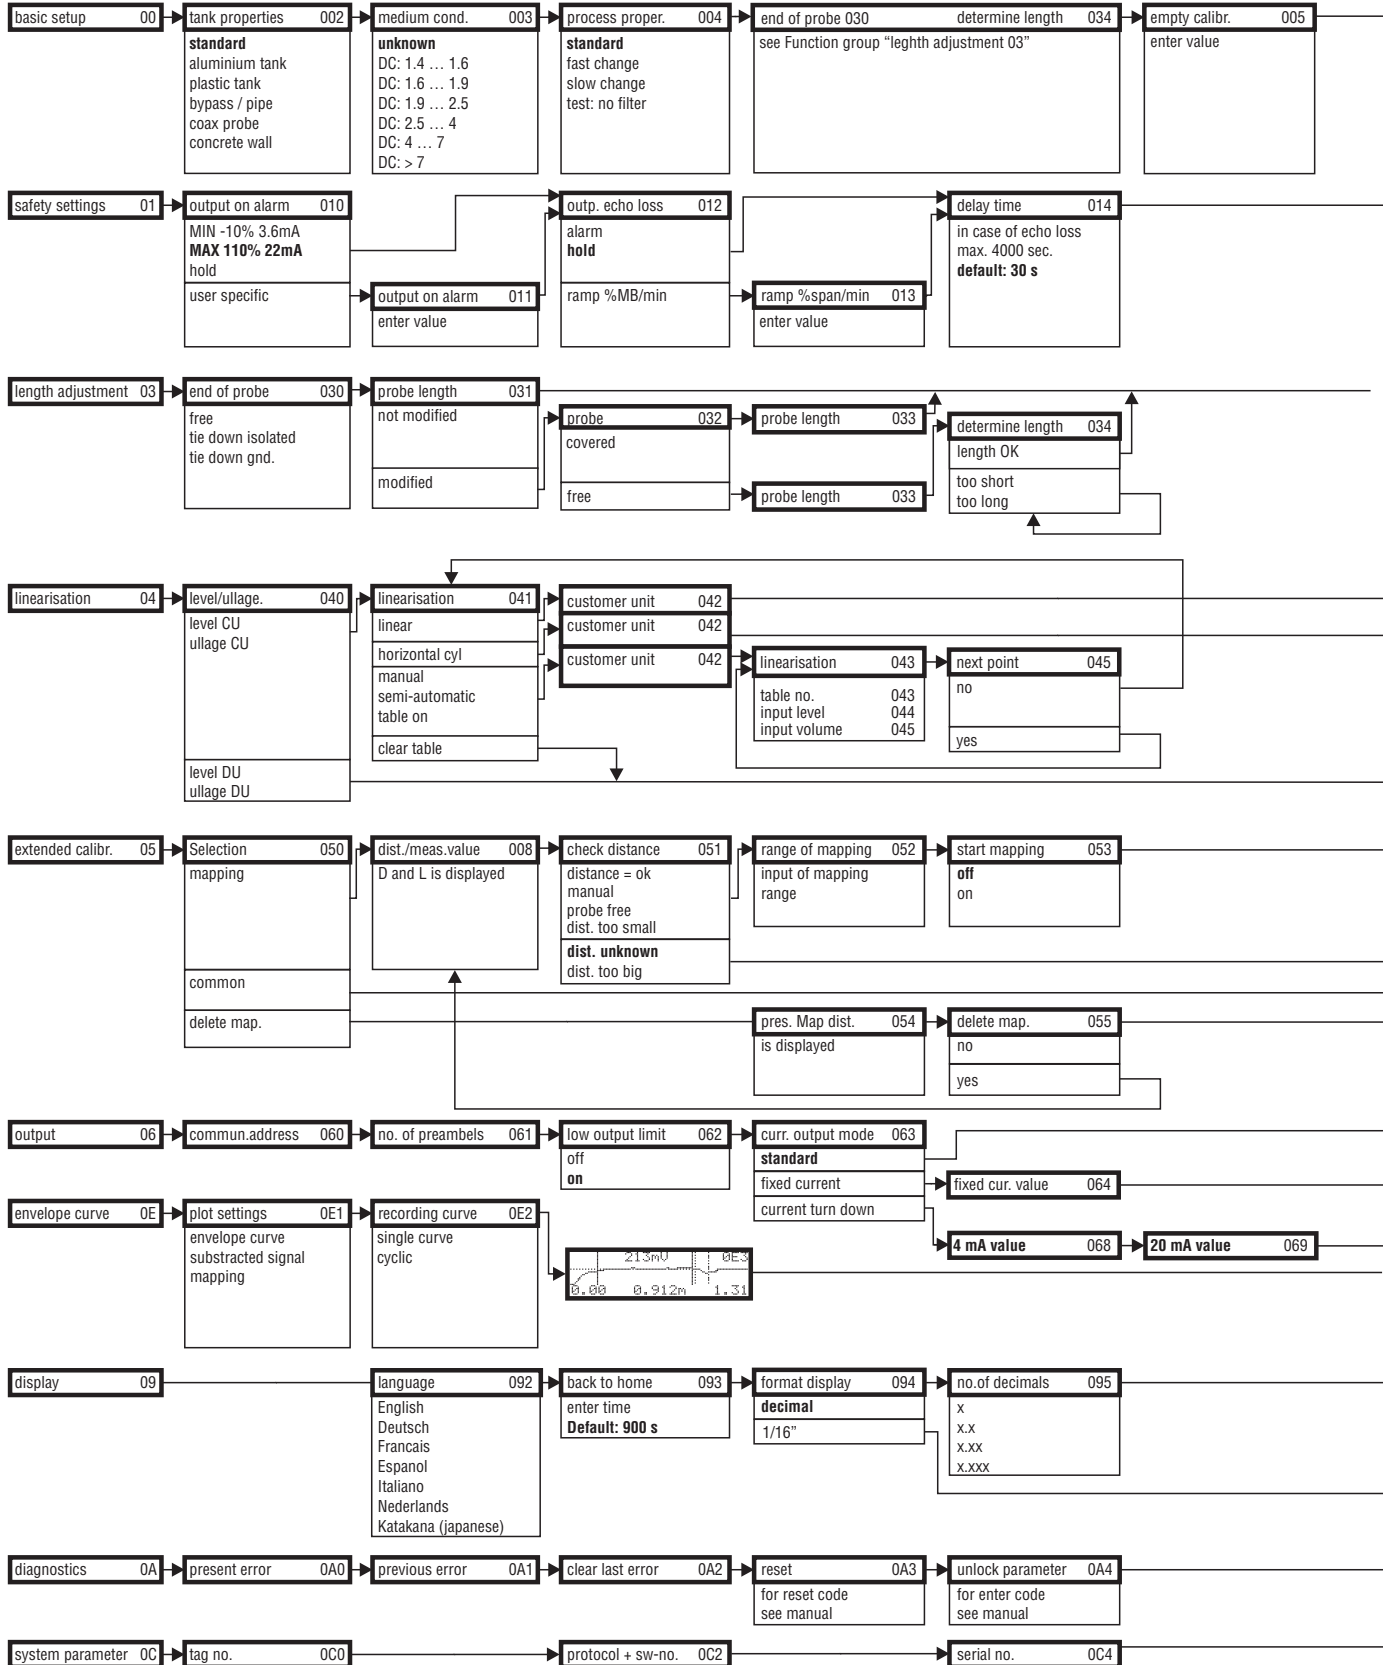 basic setup 00
tank properties 002
standard
aluminium tank
plastic tank
bypass / pipe
coax probe
concrete wall
medium cond. 003
unknown
DC: 1.4 … 1.6
DC: 1.6 … 1.9
DC: 1.9 … 2.5
DC: 2.5 … 4
DC: 4 … 7
DC: > 7
process proper. 004
standard
fast change
slow change
test: no filter
end of probe 030 determine length 034
see Function group “leghth adjustment 03”
empty calibr. 005
enter value
safety settings 01
output on alarm 010
MIN -10% 3.6mA
MAX 110% 22mA
hold
user specific
output on alarm 011
enter value
outp. echo loss 012
alarm
hold
ramp %MB/min
ramp %span/min 013
enter value
delay time 014
in case of echo loss
max. 4000 sec.
default: 30 s
length adjustment 03
end of probe 030
free
tie down isolated
tie down gnd.
probe length 031
not modified
modified
probe 032
covered
free
probe length 033
probe length 033
determine length 034
length OK
too short
too long
linearisation 04
level/ullage. 040
level CU
ullage CU
level DU
ullage DU
linearisation 041
linear
horizontal cyl
manual
semi-automatic
table on
clear table
customer unit 042
customer unit 042
customer unit 042
linearisation 043
table no. 043
input level 044
input volume 045
next point 045
no
yes
extended calibr. 05
Selection 050
mapping
common
delete map.
dist./meas.value 008
D and L is displayed
check distance 051
distance = ok
manual
probe free
dist. too small
dist. unknown
dist. too big
range of mapping 052
input of mapping
range
start mapping 053
off
on
pres. Map dist. 054
is displayed
delete map. 055
no
yes
output 06
commun.address 060
no. of preambels 061
low output limit 062
off
on
curr. output mode 063
standard
fixed current
current turn down
fixed cur. value 064
4 mA value 068
20 mA value 069
envelope curve 0E
plot settings 0E1
envelope curve
substracted signal
mapping
recording curve 0E2
single curve
cyclic
213mV 0E3
0.00 0.912m 1.31
display 09
language 092
English
Deutsch
Francais
Espanol
Italiano
Nederlands
Katakana (japanese)
back to home 093
enter time
Default: 900 s
format display 094
decimal
1/16”
no.of decimals 095
x
x.x
x.xx
x.xxx
diagnostics 0A
present error 0A0
previous error 0A1
clear last error 0A2
reset 0A3
for reset code
see manual
unlock parameter 0A4
for enter code
see manual
system parameter 0C
tag no. 0C0
protocol + sw-no. 0C2
serial no. 0C4